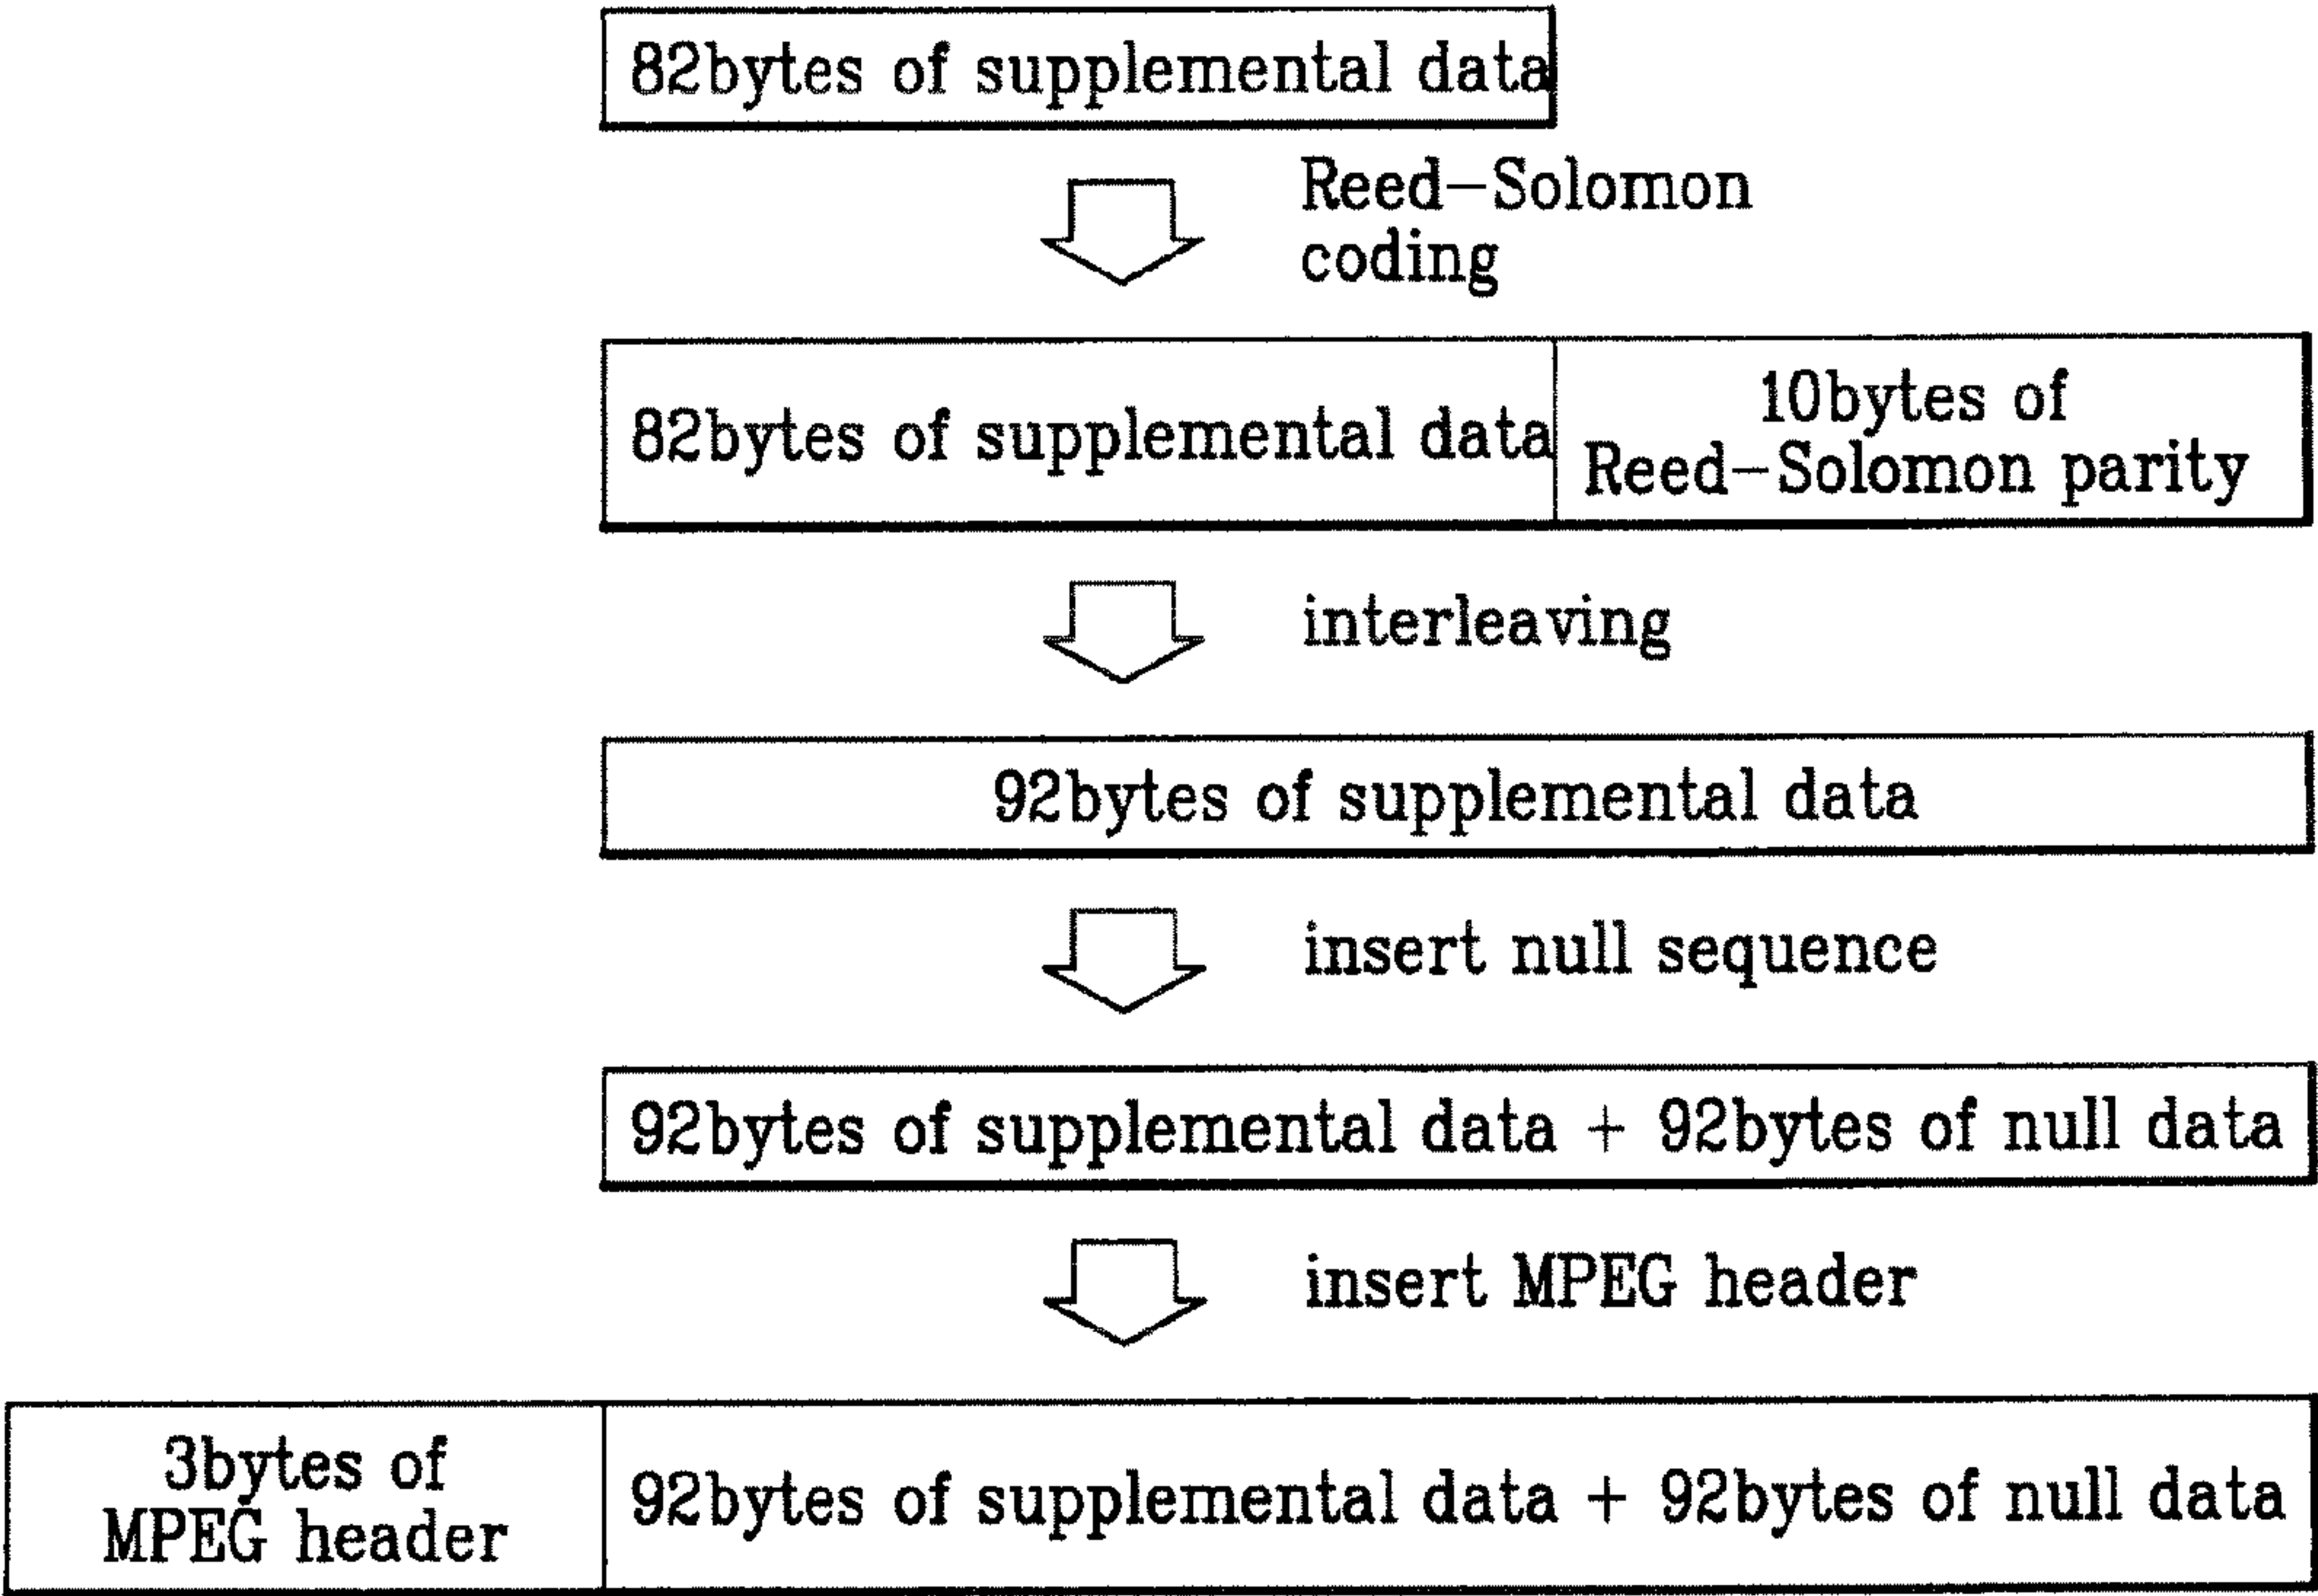 82bytes of supplemental data
Reed-Solomon
coding
82bytes of supplemental data
10bytes of
Reed-Solomon parity
interleaving
92bytes of supplemental data
insert null sequence
92bytes of supplemental data + 92bytes of null data
insert MPEG header
3bytes of
MPEG header
92bytes of supplemental data + 92bytes of null data